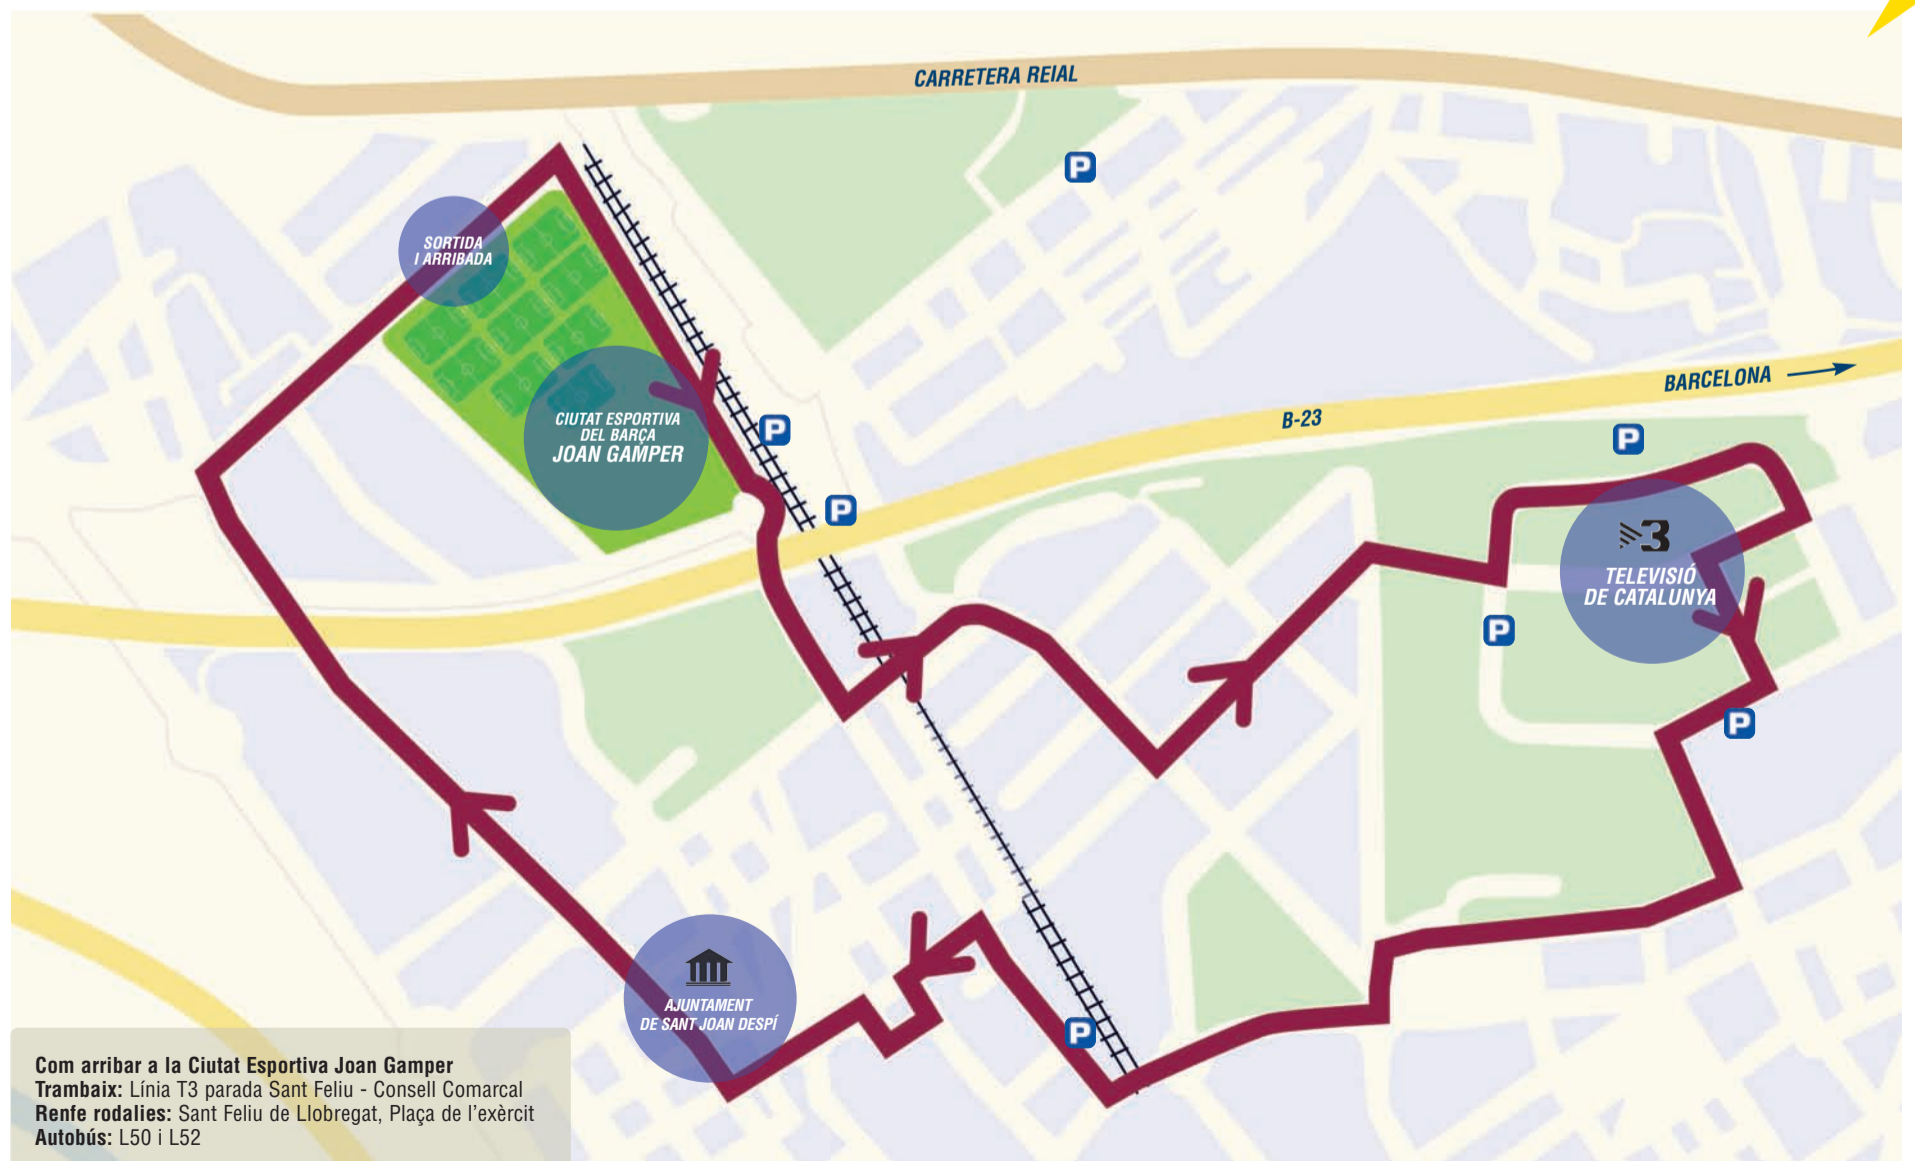 CARRETERA REIAL
P
SORTIDA
I ARRIBADA
BARCELONA
B-23
CIUTAT ESPORTIVA
DEL BARÇA
JOAN GAMPER
P
P
P
3
TELEVISIÓ
DE CATALUNYA
P
P
AJUNTAMENT
DE SANT JOAN DESPÍ
P
Com arribar a la Ciutat Esportiva Joan Gamper
Trambaix: Línia T3 parada Sant Feliu - Consell Comarcal
Renfe rodalies: Sant Feliu de Llobregat, Plaça de l'exèrcit
Autobús: L50 i L52